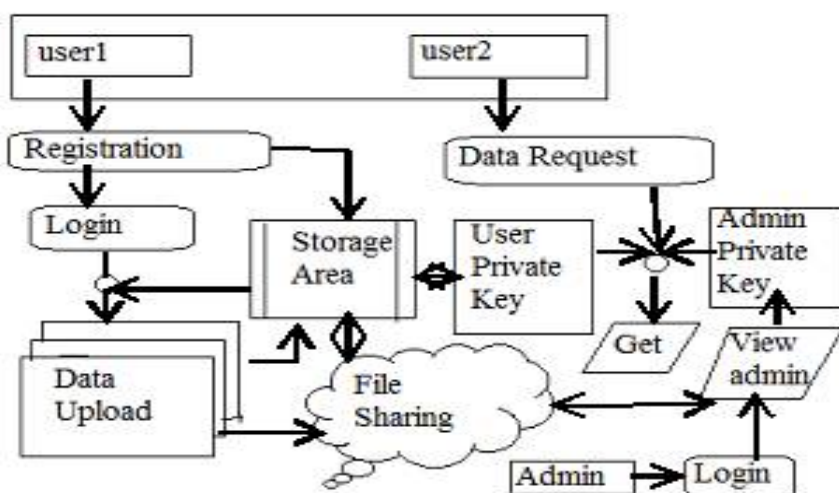 user1
user2
Registration
Data Request
Login
Storage
Area
User
Private
Key
Admin
Private
Key
Get
View
admin
Data
Upload
File
Sharing
Admin
Login